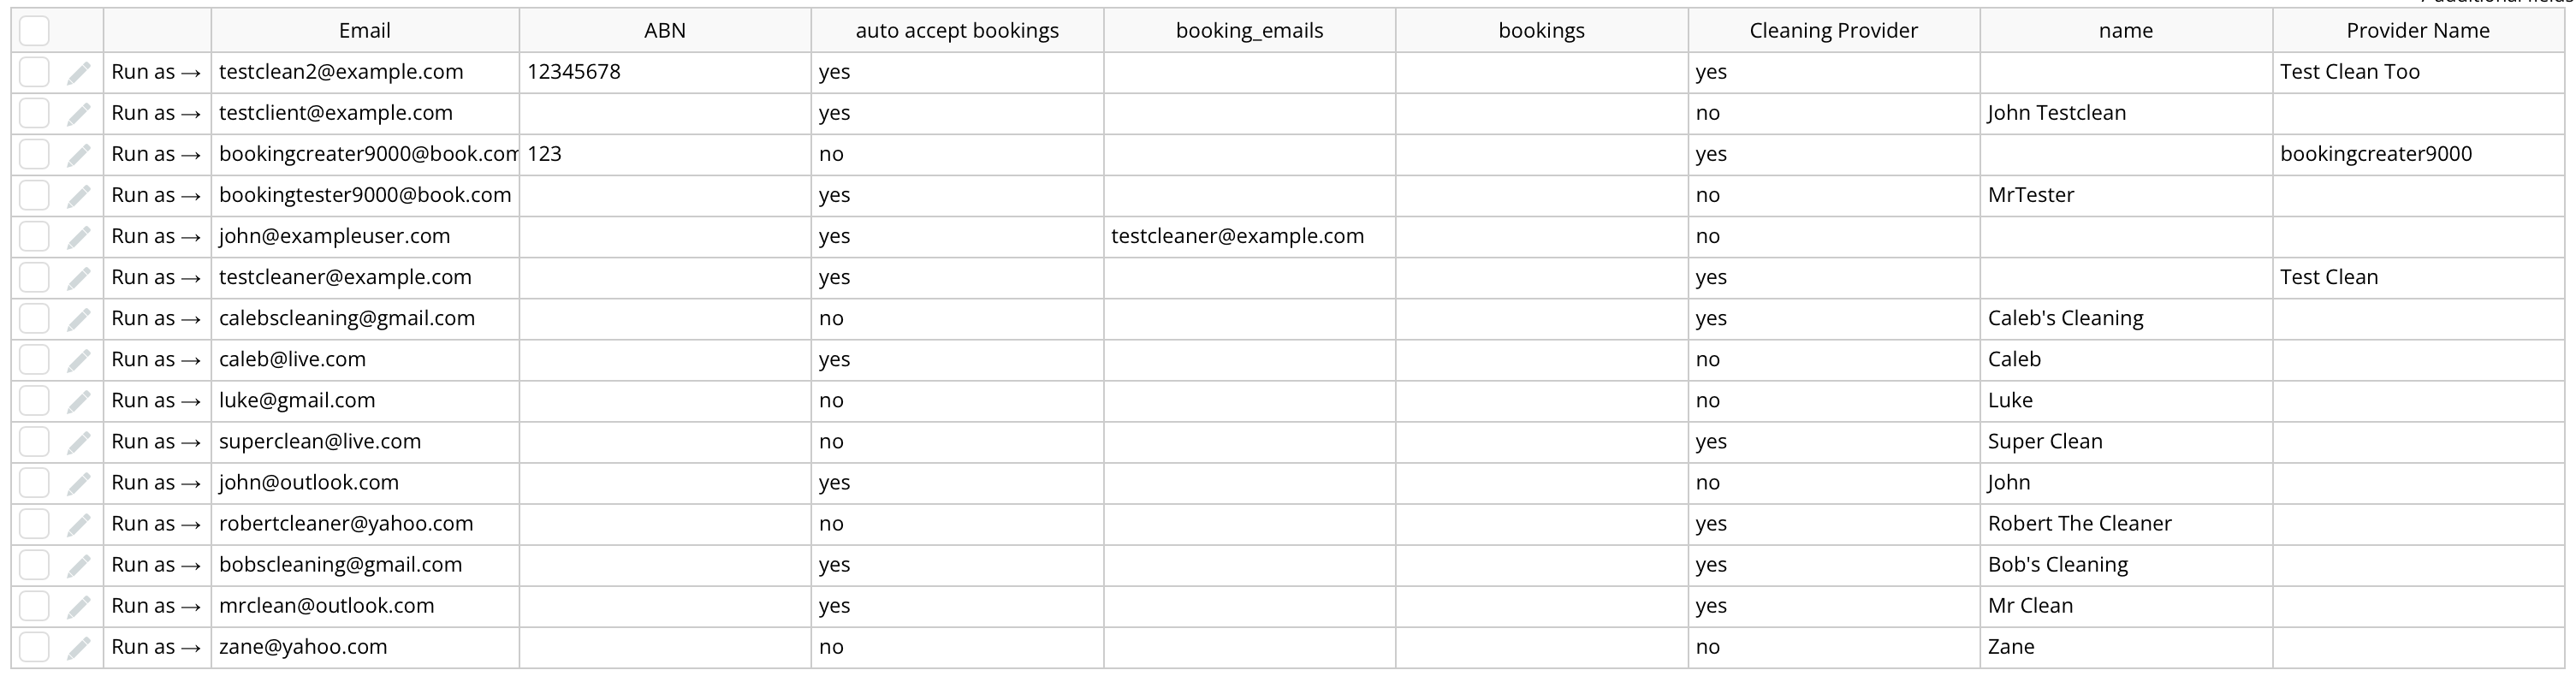 Email ABN auto accept bookings booking_emails bookings Cleaning Provider name Provider Name
Run as → testclean2@example.com 12345678 yes yes Test Clean Too
Run as → testclient@example.com yes no John Testclean
Run as → bookingcreater9000@book.com 123 no yes bookingcreater9000
Run as → bookingtester9000@book.com yes no MrTester
Run as → john@exampleuser.com yes testcleaner@example.com no
Run as → testcleaner@example.com yes yes Test Clean
Run as → calebscleaning@gmail.com no yes Caleb's Cleaning
Run as → caleb@live.com yes no Caleb
Run as → luke@gmail.com no no Luke
Run as → superclean@live.com no yes Super Clean
Run as → john@outlook.com yes no John
Run as → robertcleaner@yahoo.com no yes Robert The Cleaner
Run as → bobscleaning@gmail.com yes yes Bob's Cleaning
Run as → mrclean@outlook.com yes yes Mr Clean
Run as → zane@yahoo.com no no Zane